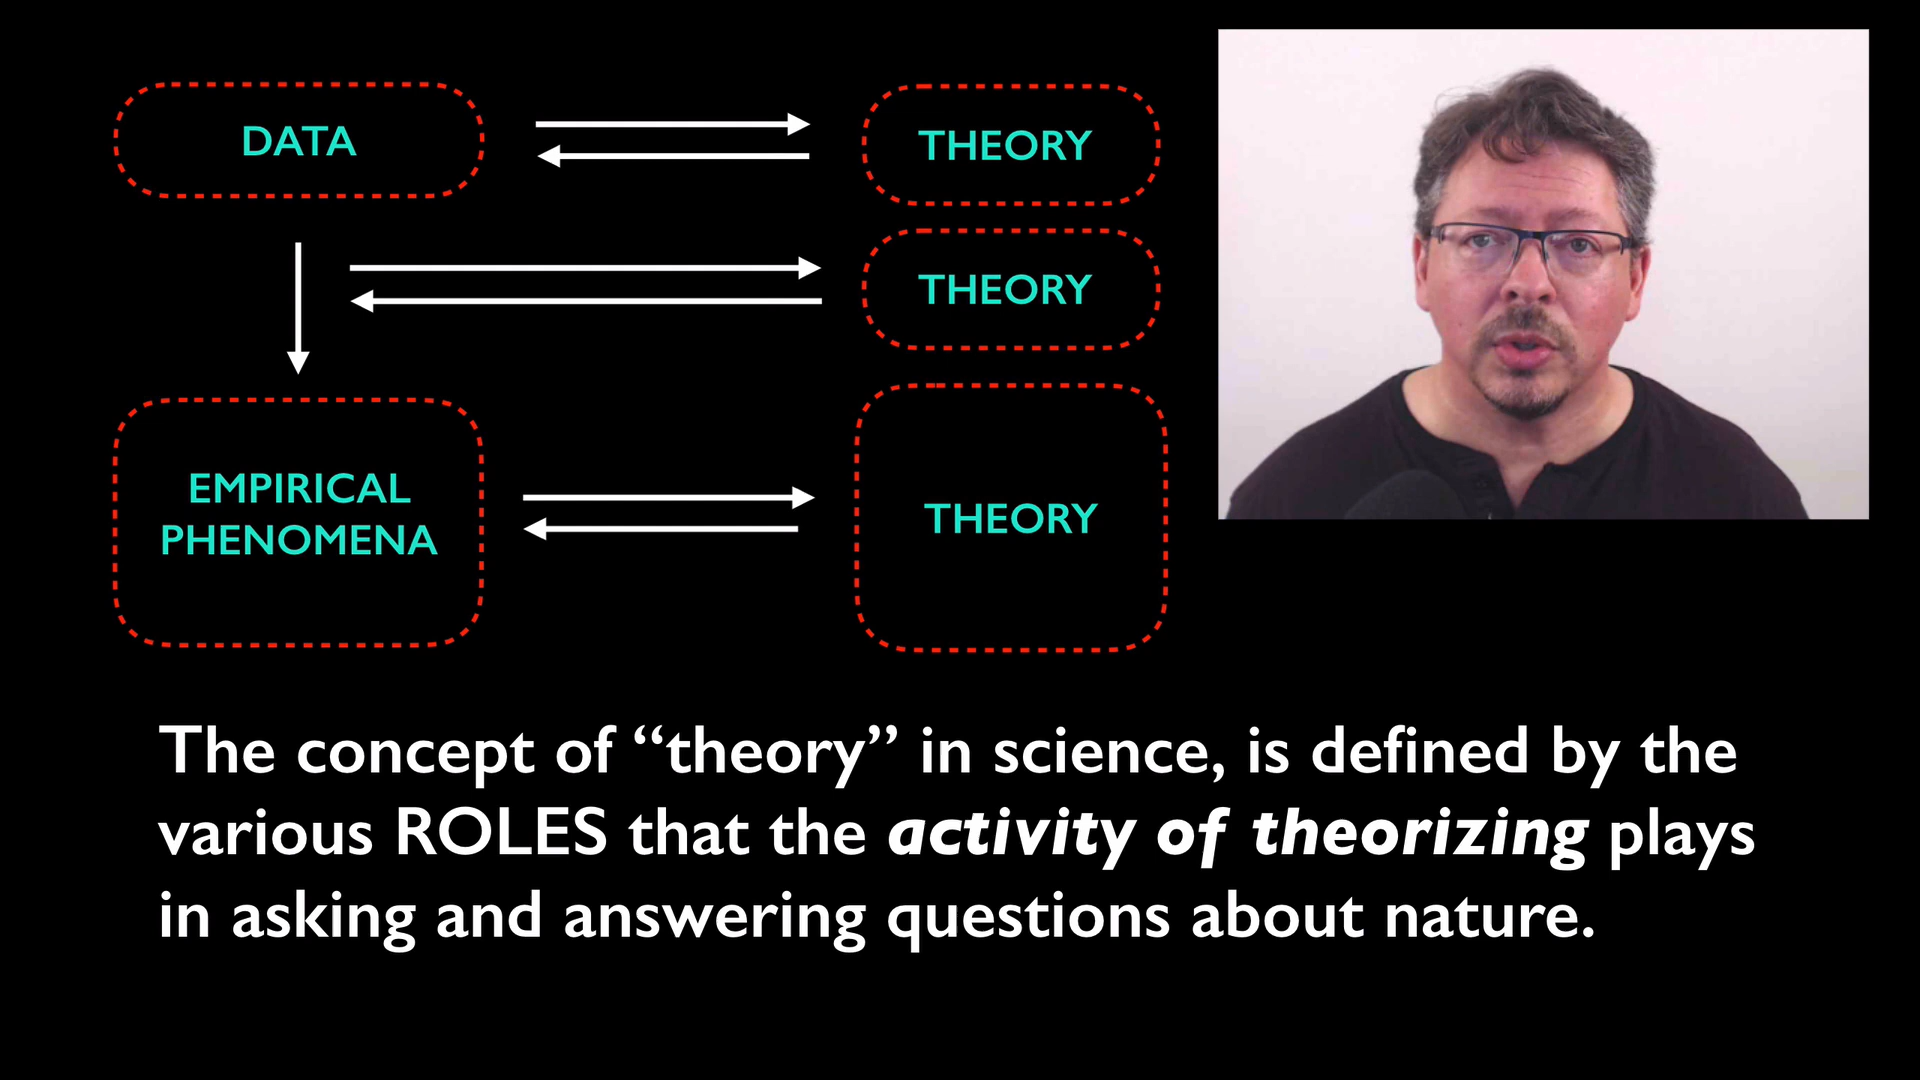 DATA
THEORY
THEORY
EMPIRICAL
PHENOMENA
THEORY
The concept of “theory” in science, is defined by the
various ROLES that the activity of theorizing plays
in asking and answering questions about nature.